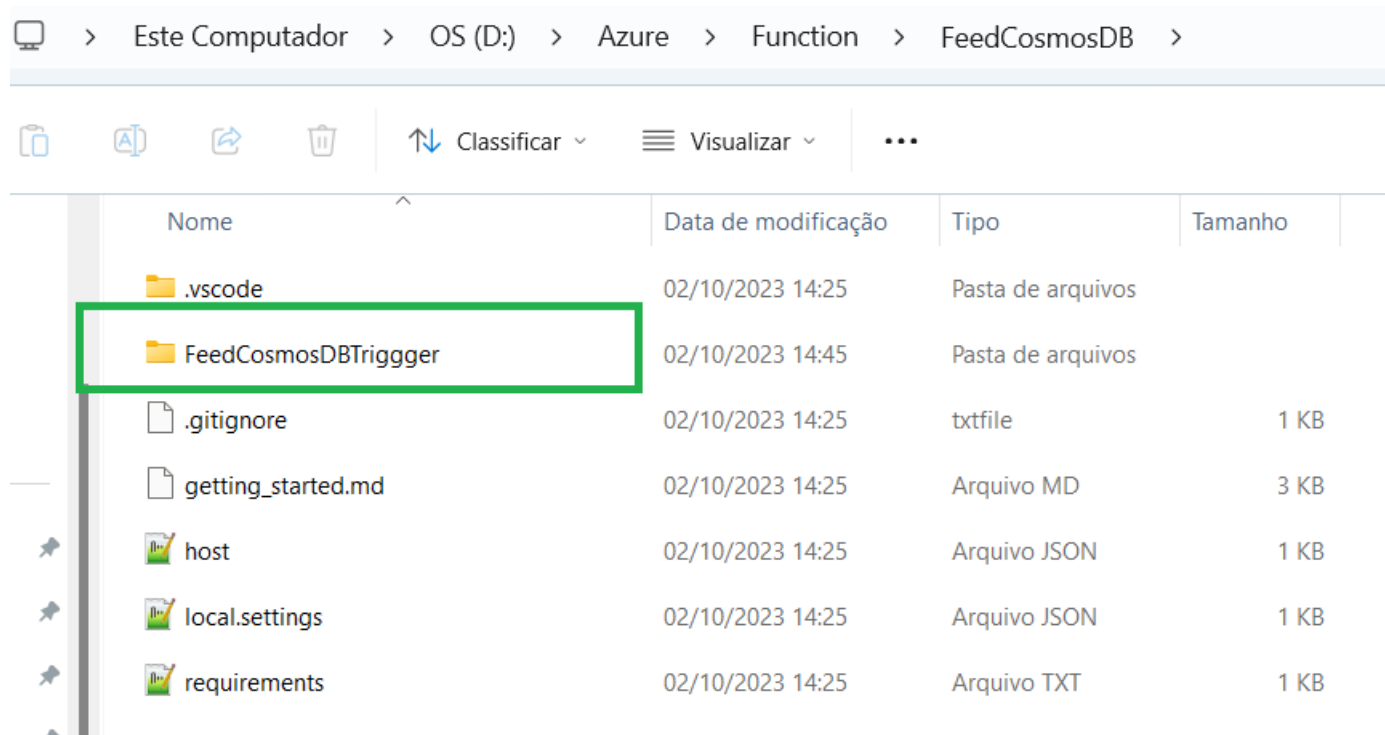 Este Computador > OS (D:) > Azure > Function > FeedCosmosDB >
Classificar Visualizar ...
Nome Data de modificação Tipo Tamanho
.vscode 02/10/2023 14:25 Pasta de arquivos
FeedCosmosDBTriggger 02/10/2023 14:45 Pasta de arquivos
.gitignore 02/10/2023 14:25 txtfile 1 KB
getting_started.md 02/10/2023 14:25 Arquivo MD 3 KB
host 02/10/2023 14:25 Arquivo JSON 1 KB
local.settings 02/10/2023 14:25 Arquivo JSON 1 KB
requirements 02/10/2023 14:25 Arquivo TXT 1 KB